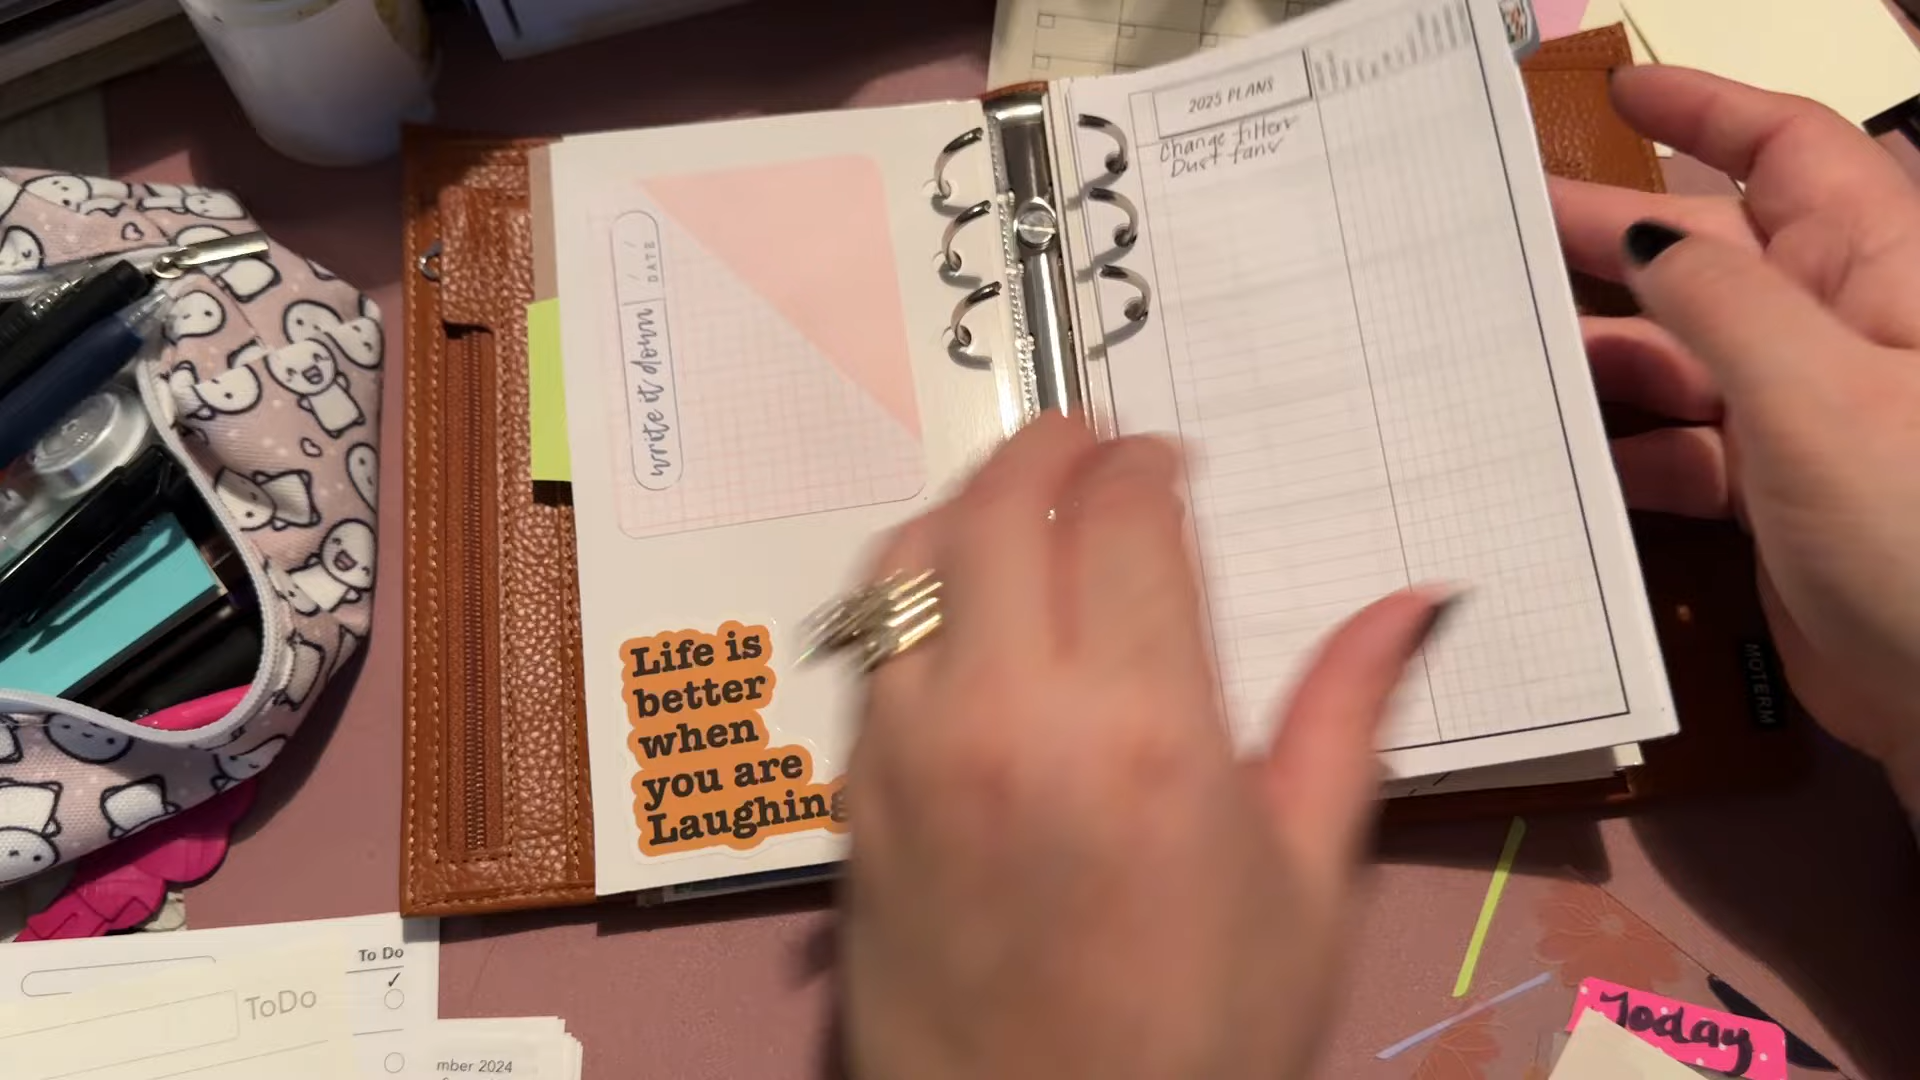 2025 PLANS
Change filters
Dust fans
write it down
DATE
Life is
better
when
you are
Laughing
MOTERM
To Do
ToDo
mber 2024
Today